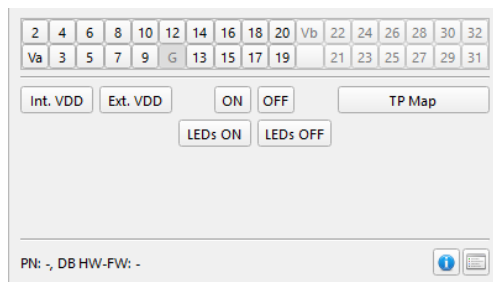 2 4 6 8 10 12 14 16 18 20 Vb 22 24 26 28 30 32
Va 3 5 7 9 G 13 15 17 19 21 23 25 27 29 31
Int. VDD Ext. VDD ON OFF TP Map
LEDs ON LEDs OFF
PN: -, DB HW-FW: -